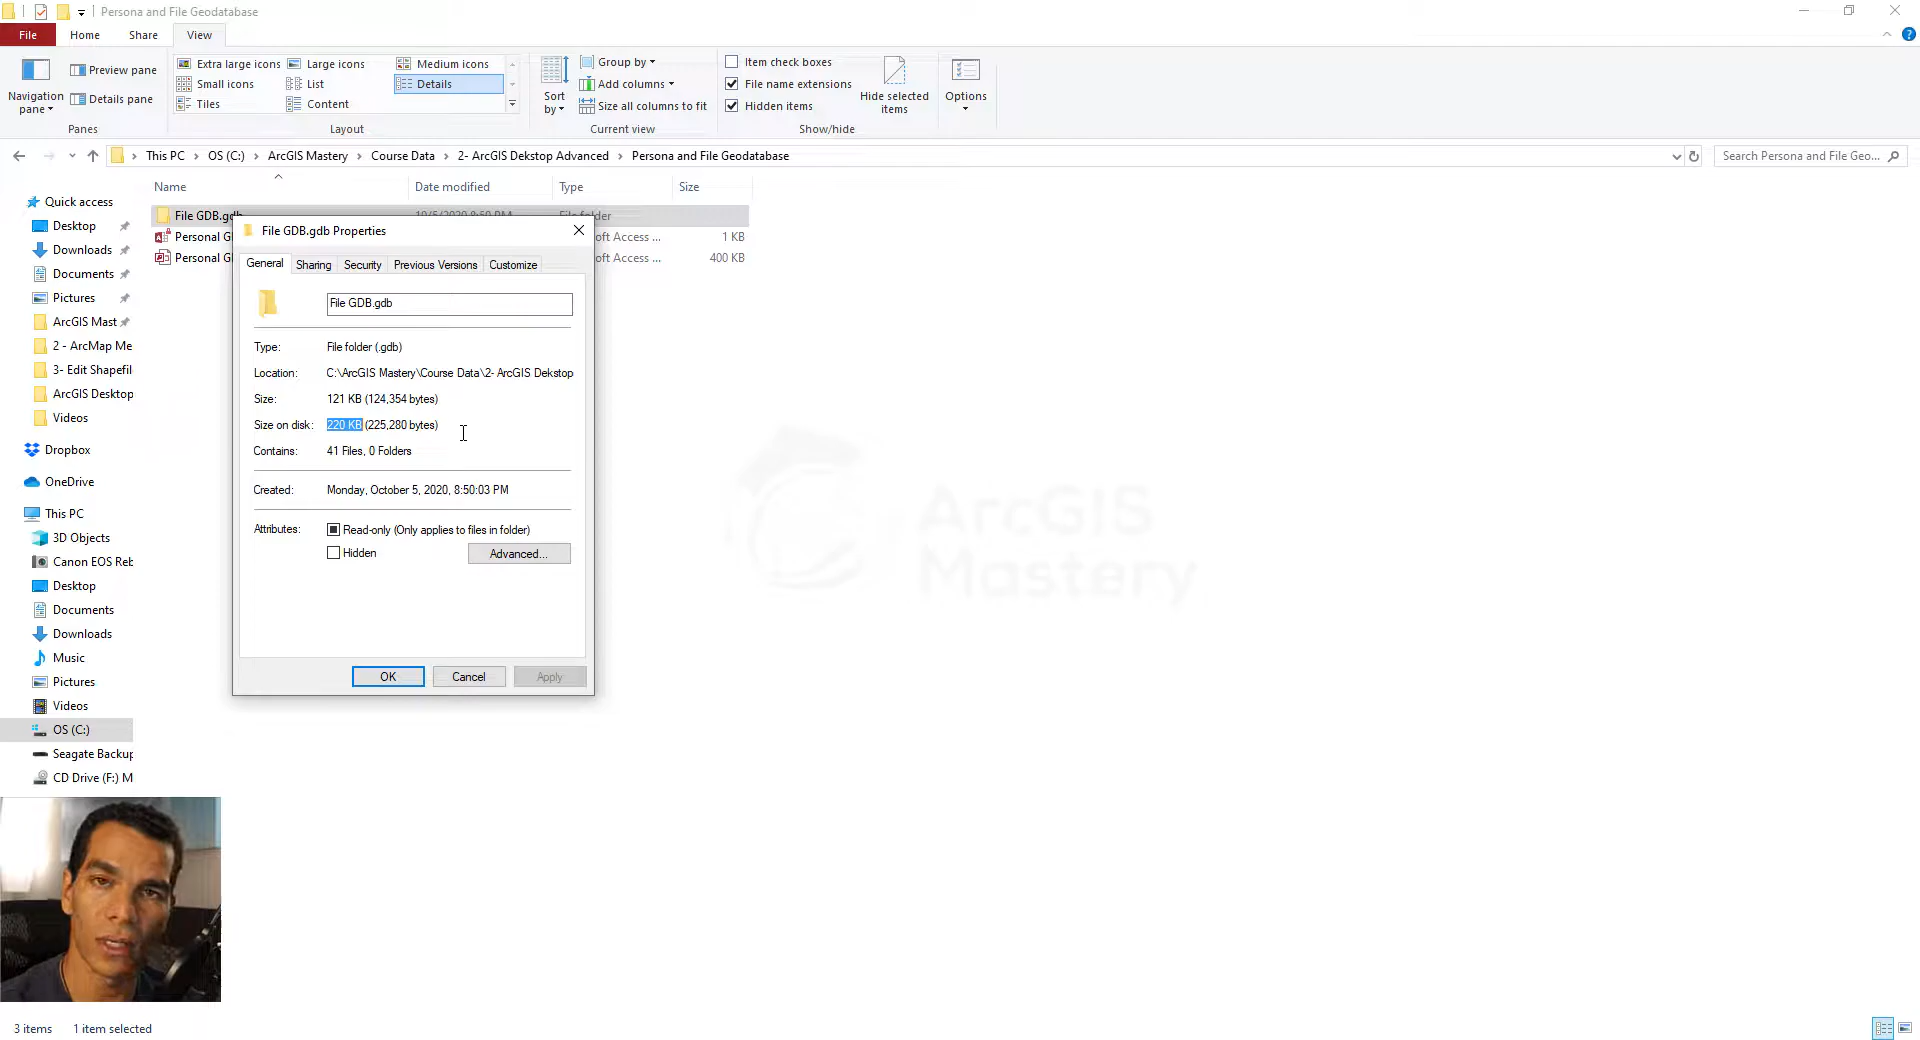 Persona and File Geodatabase
File Home Share View
Navigation pane
Preview pane
Details pane
Panes
Extra large icons Large icons Medium icons
Small icons List Details
Tiles Content
Layout
Sort by
Group by
Add columns
Size all columns to fit
Current view
Item check boxes
File name extensions
Hidden items
Hide selected items
Show/hide
Options
This PC OS (C:) ArcGIS Mastery Course Data 2- ArcGIS Dekstop Advanced Persona and File Geodatabase
Search Persona and File Geo...
Name Date modified Type Size
File GDB.gdb 10/5/2020 8:50 PM File folder
Personal G oft Access ... 1 KB
Personal G oft Access ... 400 KB
Quick access
Desktop
Downloads
Documents
Pictures
ArcGIS Mast
2 - ArcMap Me
3- Edit Shapefil
ArcGIS Desktop
Videos
Dropbox
OneDrive
This PC
3D Objects
Canon EOS Reb
Desktop
Documents
Downloads
Music
Pictures
Videos
OS (C:)
Seagate Backup
CD Drive (F:) M
File GDB.gdb Properties
General Sharing Security Previous Versions Customize
File GDB.gdb
Type: File folder (.gdb)
Location: C:\ArcGIS Mastery\Course Data\2- ArcGIS Dekstop
Size: 121 KB (124,354 bytes)
Size on disk: 220 KB (225,280 bytes)
Contains: 41 Files, 0 Folders
Created: Monday, October 5, 2020, 8:50:03 PM
Attributes: Read-only (Only applies to files in folder)
Hidden Advanced...
OK Cancel Apply
ArcGIS
Mastery
3 items 1 item selected